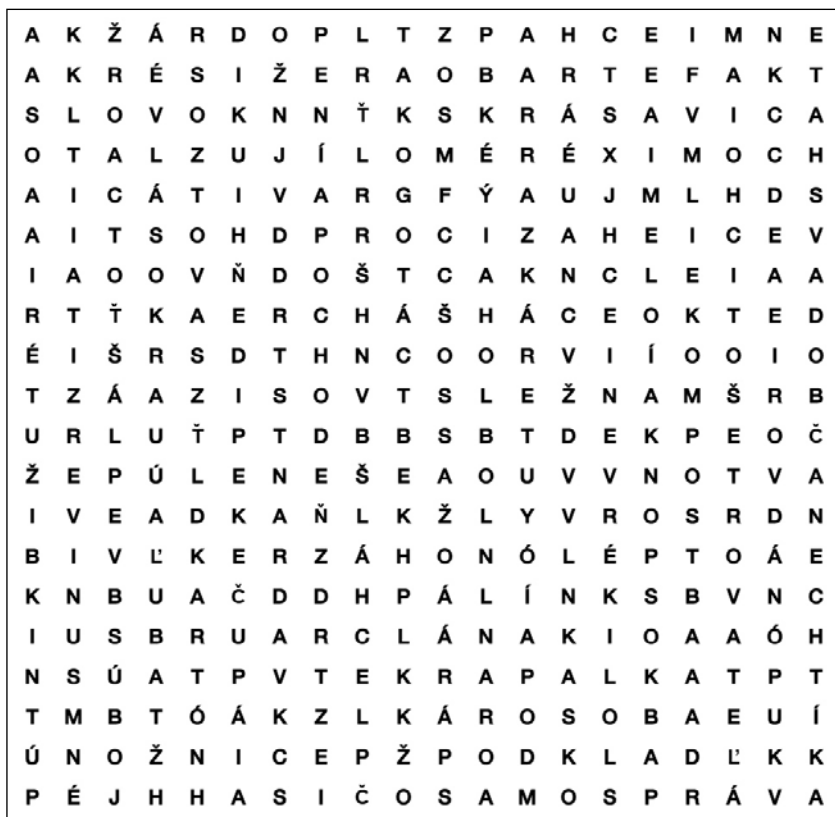 A K Ž Á R D O P L T Z P A H C E I M N E
A K R É S I Ž E R A O B A R T E F A K T
S L O V O K N N Ť K S K R Á S A V I C A
O T A L Z U J Í L O M É R É X I M O C H
A I C Á T I V A R G F Ý A U J M L H D S
A I T S O H D P R O C I Z A H E I C E V
I A O O V Ň D O Š T C A K N C L E I A A
R T Ť K A E R C H Á Š H Á C E O K T E D
É I Š R S D T H N C O O R V I Í O O I O
T Z Á A Z I S O V T S L E Ž N A M Š R B
U R L U Ť P T D B B S B T D E K P E O Č
Ž E P Ú L E N E Š E A O U V V N O T V A
I V E A D K A Ň L K Ž L Y V R O S R D N
B I V Ľ K E R Z Á H O N Ó L É P T O Á E
K N B U A Č D D H P Á L Í N K S B V N C
I U S B R U A R C L Á N A K I O A A Ó H
N S Ú A T P V T E K R A P A L K A T P T
T M B T Ó Á K Z L K Á R O S O B A E U Í
Ú N O Ž N I C E P Ž P O D K L A D Ľ K K
P É J H H A S I Č O S A M O S P R Á V A